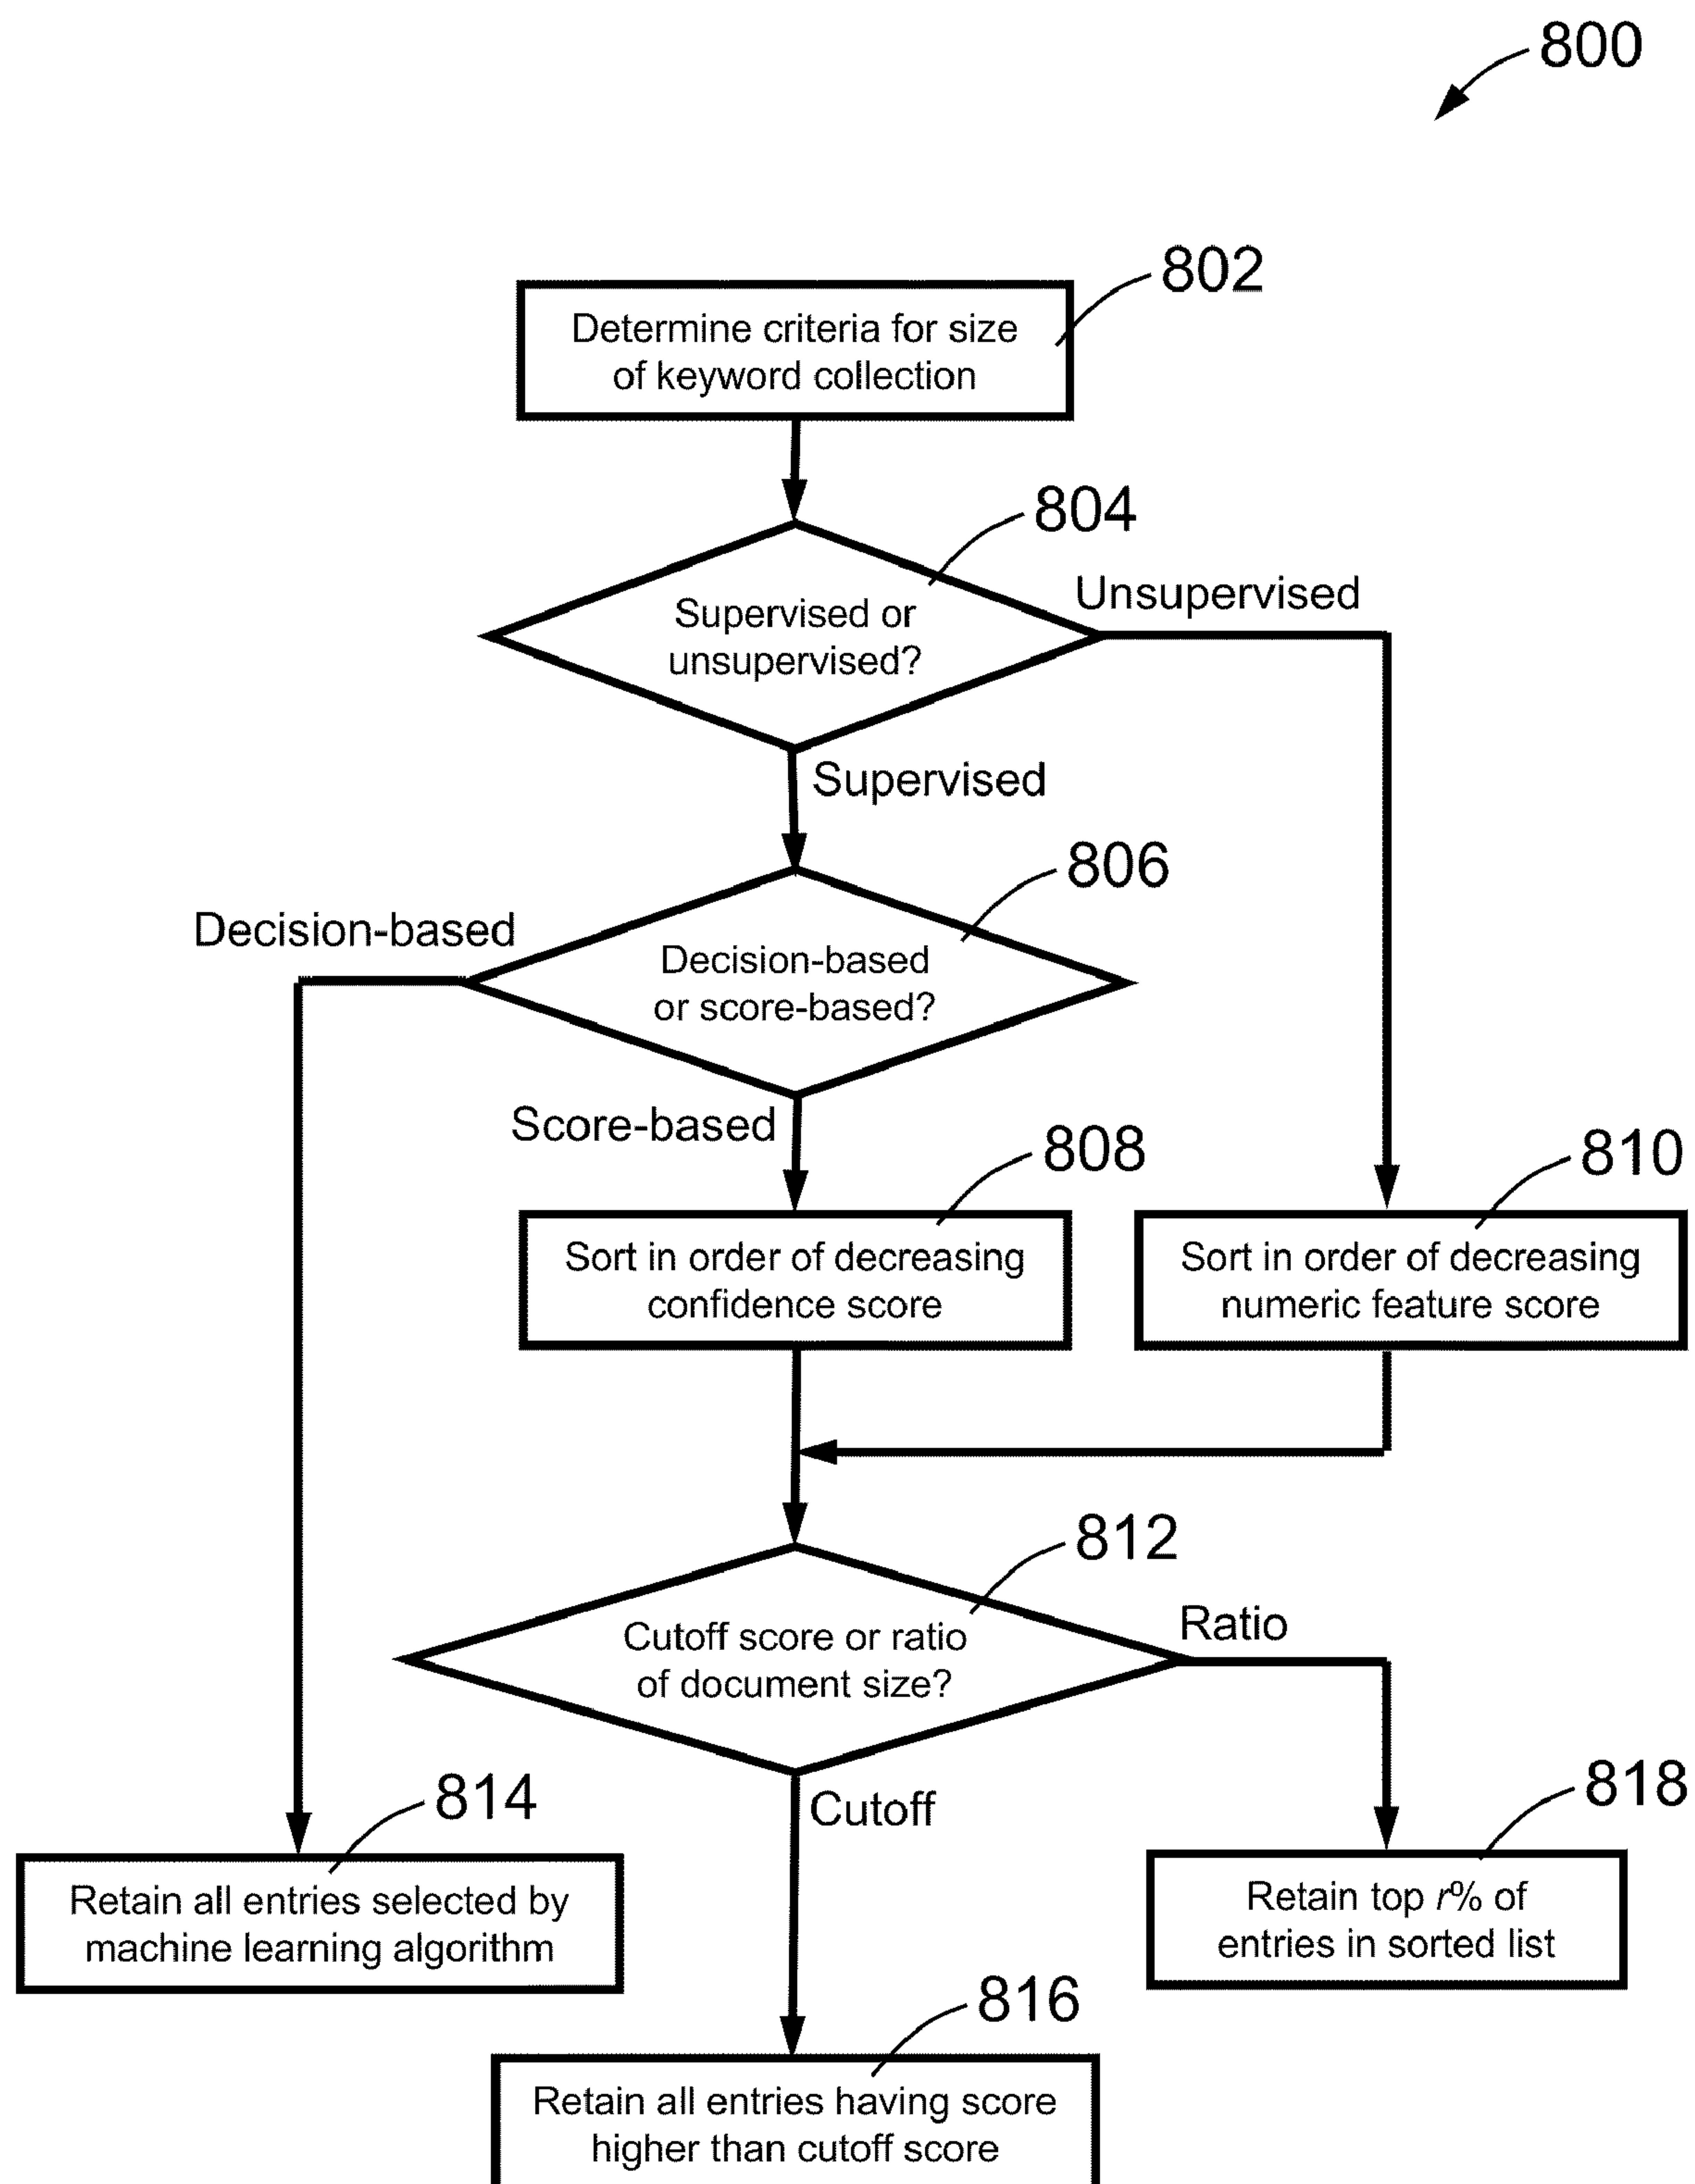 800
802
Determine criteria for size
of keyword collection
804
Unsupervised
Supervised or
unsupervised?
Supervised
806
Decision-based
Decision-based
or score-based?
Score-based
808
810
Sort in order of decreasing
confidence score
Sort in order of decreasing
numeric feature score
812
Ratio
Cutoff score or ratio
of document size?
Cutoff
814
818
Retain all entries selected by
machine learning algorithm
Retain top r% of
entries in sorted list
816
Retain all entries having score
higher than cutoff score